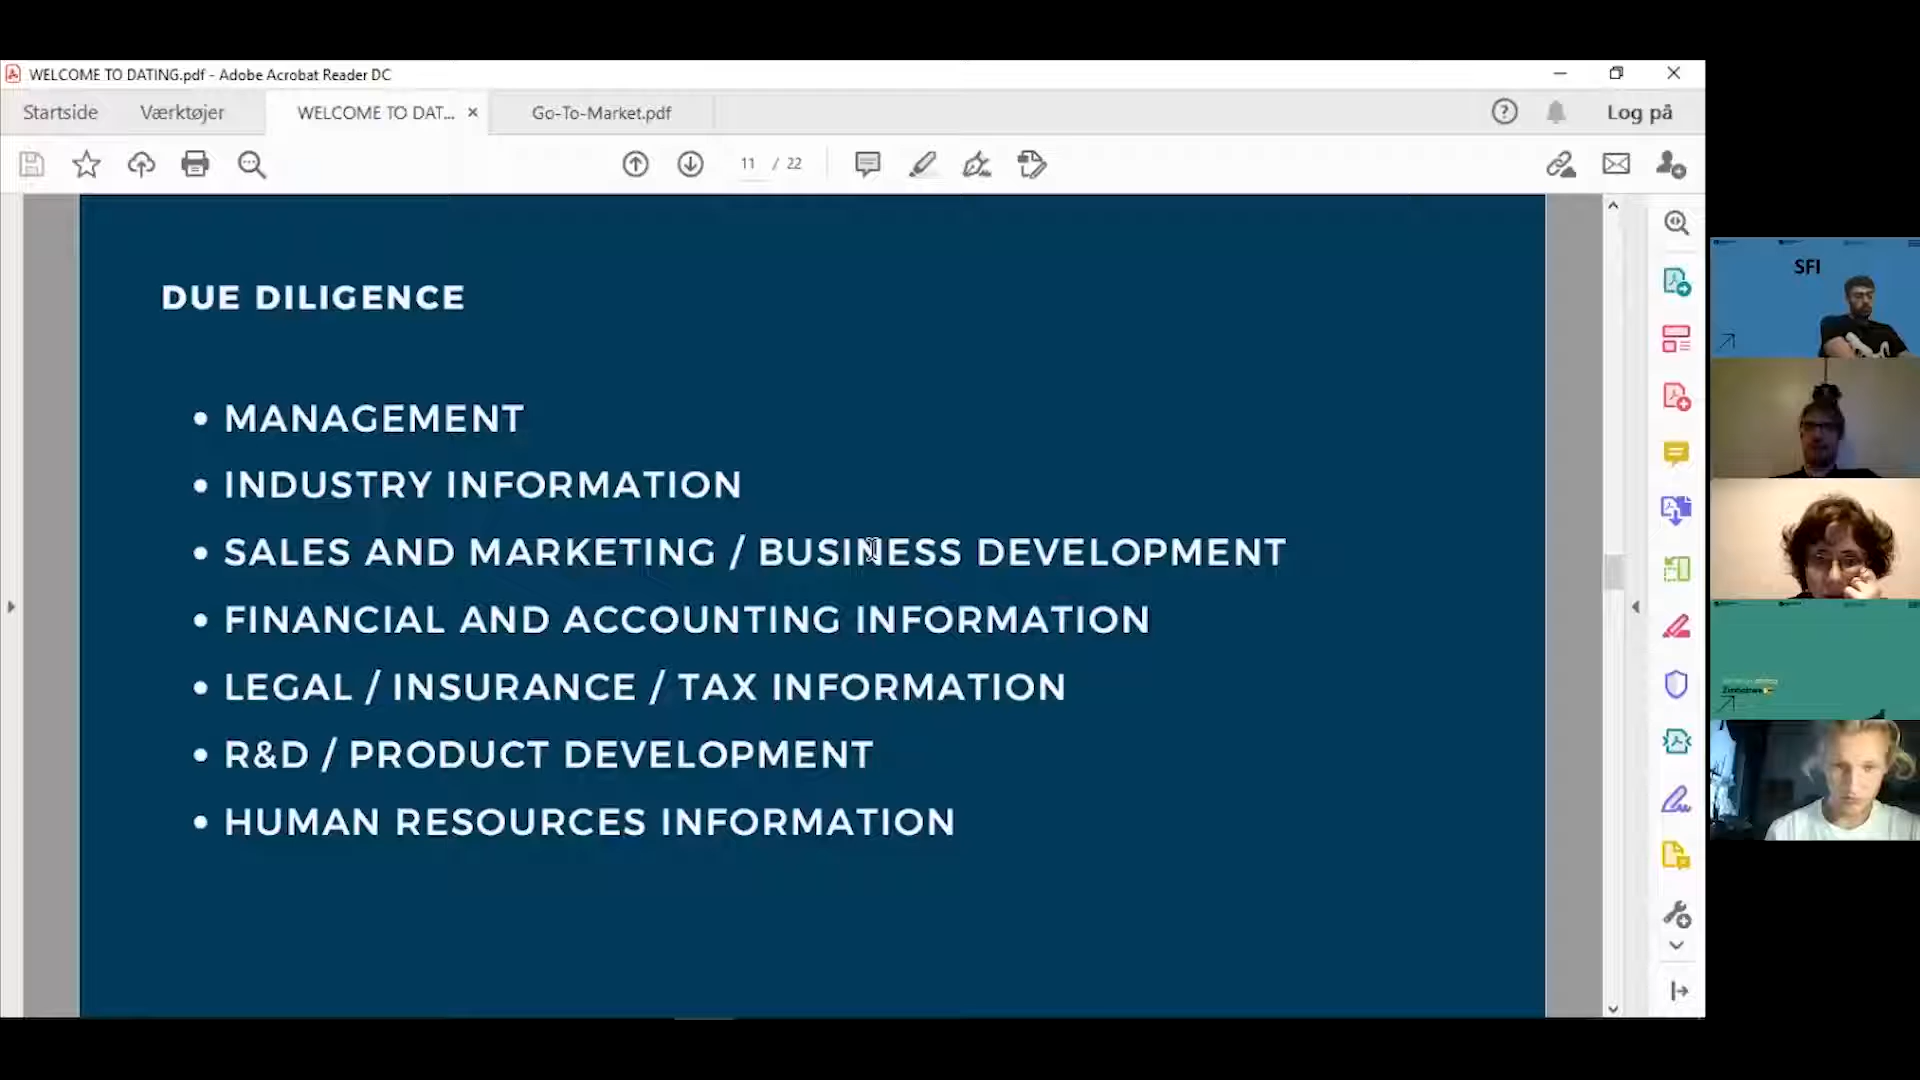 WELCOME TO DATING.pdf - Adobe Acrobat Reader DC
Startside
Værktøjer
WELCOME TO DAT...
Go-To-Market.pdf
Log på
11 / 22
DUE DILIGENCE
• MANAGEMENT
• INDUSTRY INFORMATION
• SALES AND MARKETING / BUSINESS DEVELOPMENT
• FINANCIAL AND ACCOUNTING INFORMATION
• LEGAL / INSURANCE / TAX INFORMATION
• R&D / PRODUCT DEVELOPMENT
• HUMAN RESOURCES INFORMATION
SFI
Zimbabwe